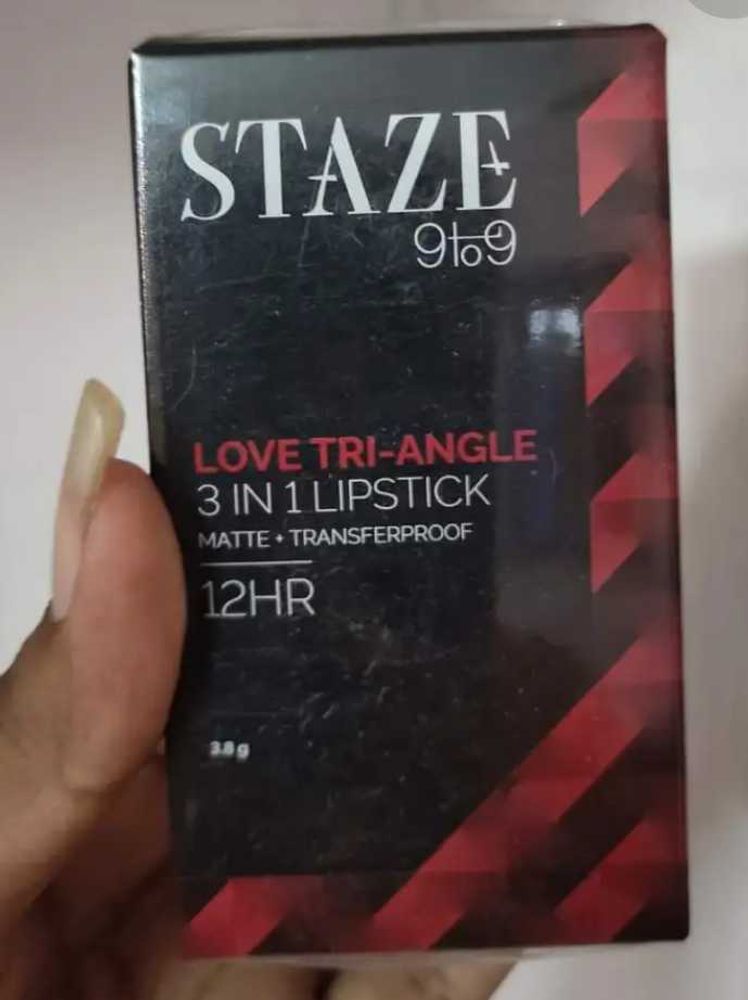 STAZE
9to9
LOVE TRI-ANGLE
3 IN 1 LIPSTICK
MATTE • TRANSFERPROOF
12HR
3.8 g